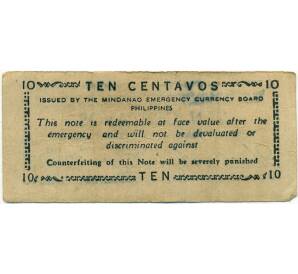 10 TEN CENTAVOS 10
ISSUED BY THE MINDANAO EMERGENCY CURRENCY BOARD
PHILIPPINES
This note is redeemable at face value after the
emergency and will not be devaluated or
discriminated against
Counterfeiting of this Note will be severely punished
10 TEN 10